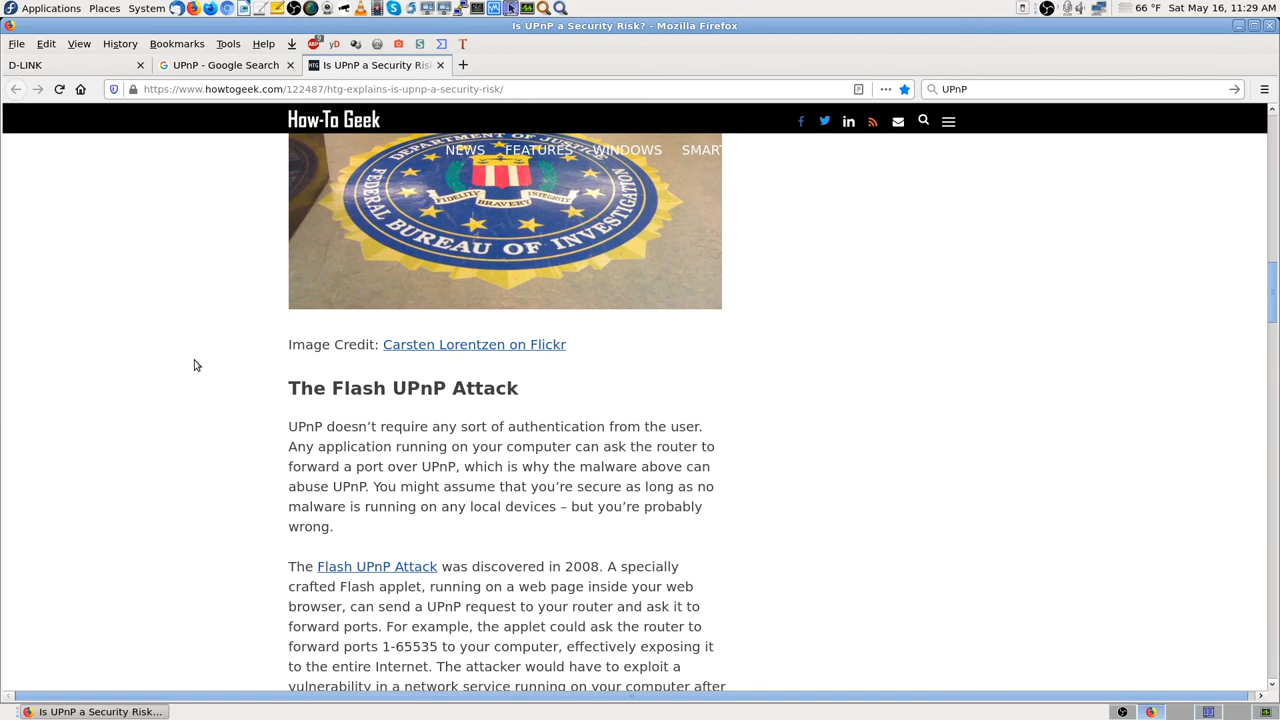 Applications Places System 66 °F Sat May 16, 11:29 AM
Is UPnP a Security Risk? - Mozilla Firefox
File Edit View History Bookmarks Tools Help
D-LINK UPnP - Google Search Is UPnP a Security Ris
https://www.howtogeek.com/122487/htg-explains-is-upnp-a-security-risk/ UPnP
How-To Geek
NEWS FEATURES WINDOWS SMART
DEPARTMENT OF JUSTICE
FIDELITY BRAVERY INTEGRITY
FEDERAL BUREAU OF INVESTIGATION
Image Credit: Carsten Lorentzen on Flickr
The Flash UPnP Attack
UPnP doesn’t require any sort of authentication from the user.
Any application running on your computer can ask the router to
forward a port over UPnP, which is why the malware above can
abuse UPnP. You might assume that you’re secure as long as no
malware is running on any local devices – but you’re probably
wrong.
The Flash UPnP Attack was discovered in 2008. A specially
crafted Flash applet, running on a web page inside your web
browser, can send a UPnP request to your router and ask it to
forward ports. For example, the applet could ask the router to
forward ports 1-65535 to your computer, effectively exposing it
to the entire Internet. The attacker would have to exploit a
vulnerability in a network service running on your computer after
Is UPnP a Security Risk...